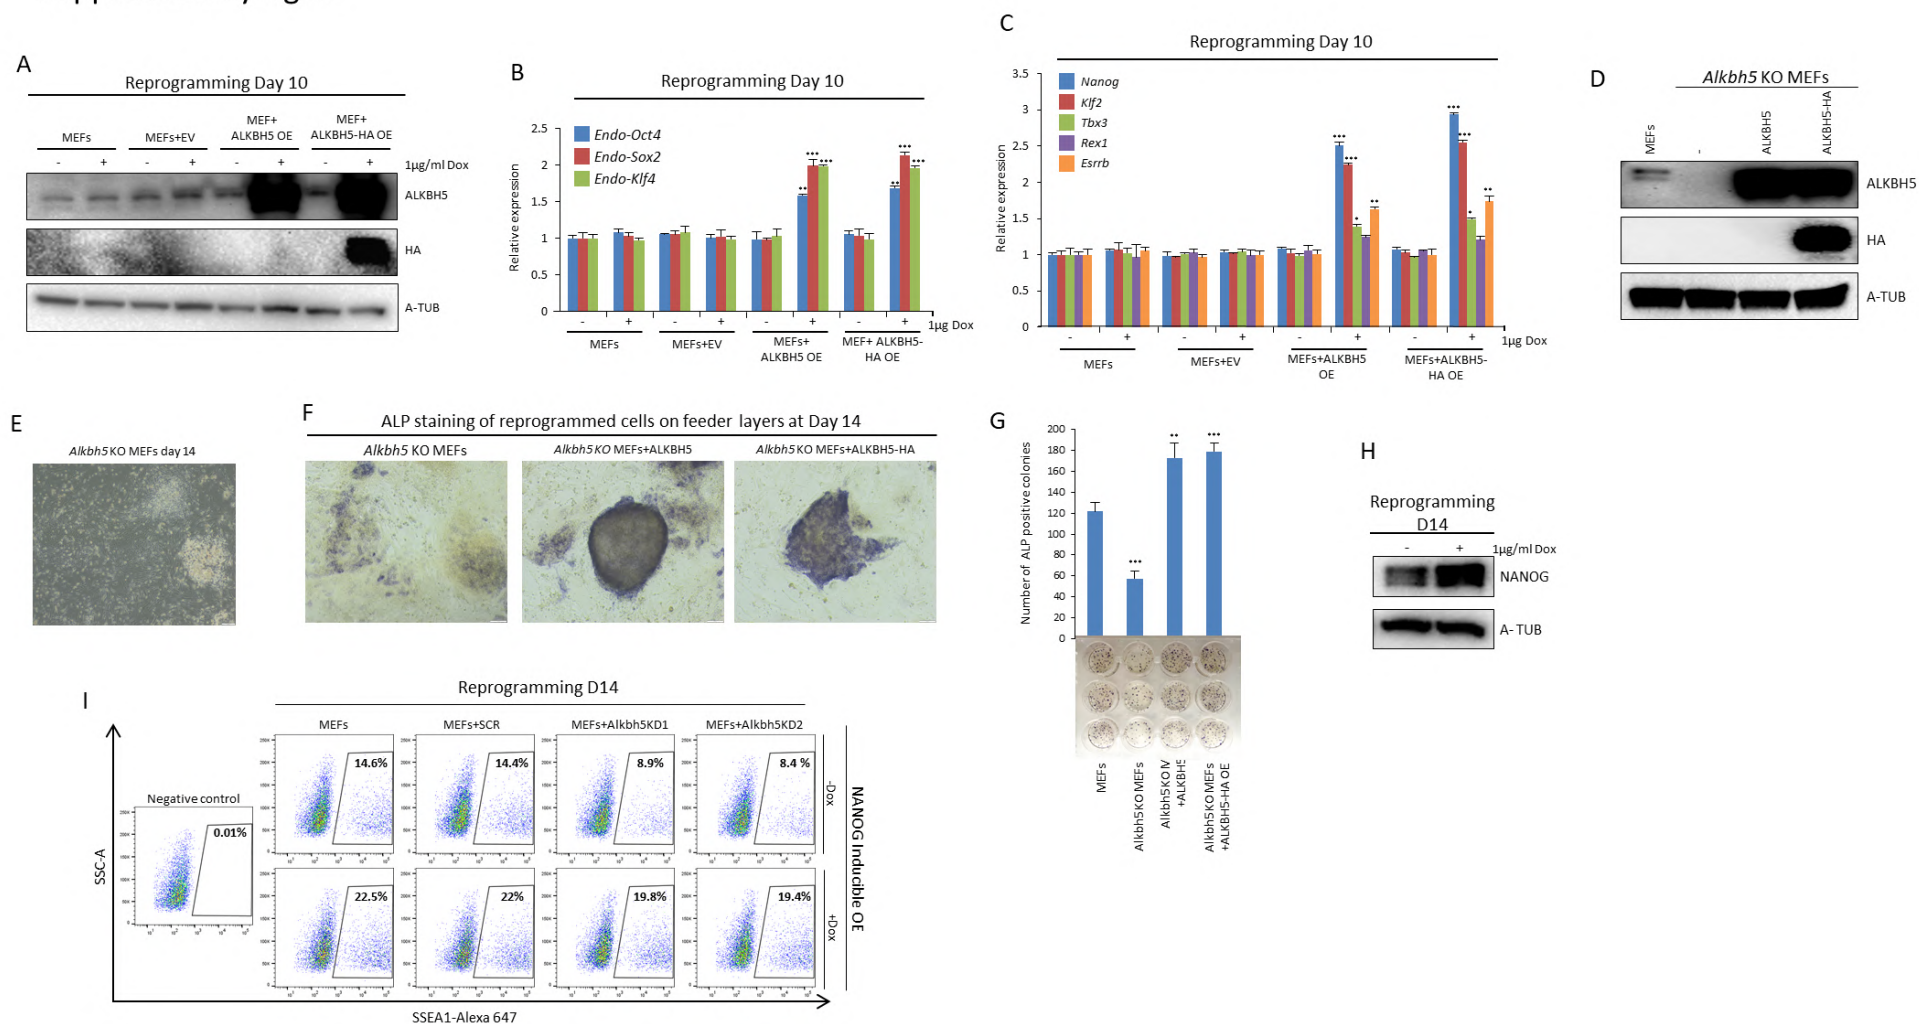 A
Reprogramming Day 10
MEFs
MEFs+EV
MEF+
ALKBH5 OE
MEF+
ALKBH5-HA OE
- + - + - + - + 1µg/ml Dox
ALKBH5
HA
A-TUB
B
Reprogramming Day 10
Relative expression
2.5
2
1.5
1
0.5
0
Endo-Oct4
Endo-Sox2
Endo-Klf4
- + - + - + - + 1µg Dox
MEFs
MEFs+EV
MEFs+
ALKBH5 OE
MEF+ ALKBH5-
HA OE
C
Reprogramming Day 10
Relative expression
3.5
3
2.5
2
1.5
1
0.5
0
Nanog
Klf2
Tbx3
Rex1
Esrrb
- + - + - + - + 1µg Dox
MEFs
MEFs+EV
MEFs+ALKBH5
OE
MEFs+ALKBH5-
HA OE
D
Alkbh5 KO MEFs
MEFs
-
ALKBH5
ALKBH5-HA
ALKBH5
HA
A-TUB
E
Alkbh5 KO MEFs day 14
F
ALP staining of reprogrammed cells on feeder layers at Day 14
Alkbh5 KO MEFs
Alkbh5 KO MEFs+ALKBH5
Alkbh5 KO MEFs+ALKBH5-HA
G
Number of ALP positive colonies
200
180
160
140
120
100
80
60
40
20
0
MEFs
Alkbh5 KO MEFs
Alkbh5 KO
+ALKBH5
Alkbh5 KO MEFs
+ALKBH5-HA OE
H
Reprogramming
D14
- + 1µg/ml Dox
NANOG
A- TUB
I
Reprogramming D14
MEFs
MEFs+SCR
MEFs+Alkbh5KD1
MEFs+Alkbh5KD2
Negative control
0.01%
14.6%
14.4%
8.9%
8.4 %
-Dox
22.5%
22%
19.8%
19.4%
+Dox
NANOG Inducible OE
SSC-A
SSEA1-Alexa 647